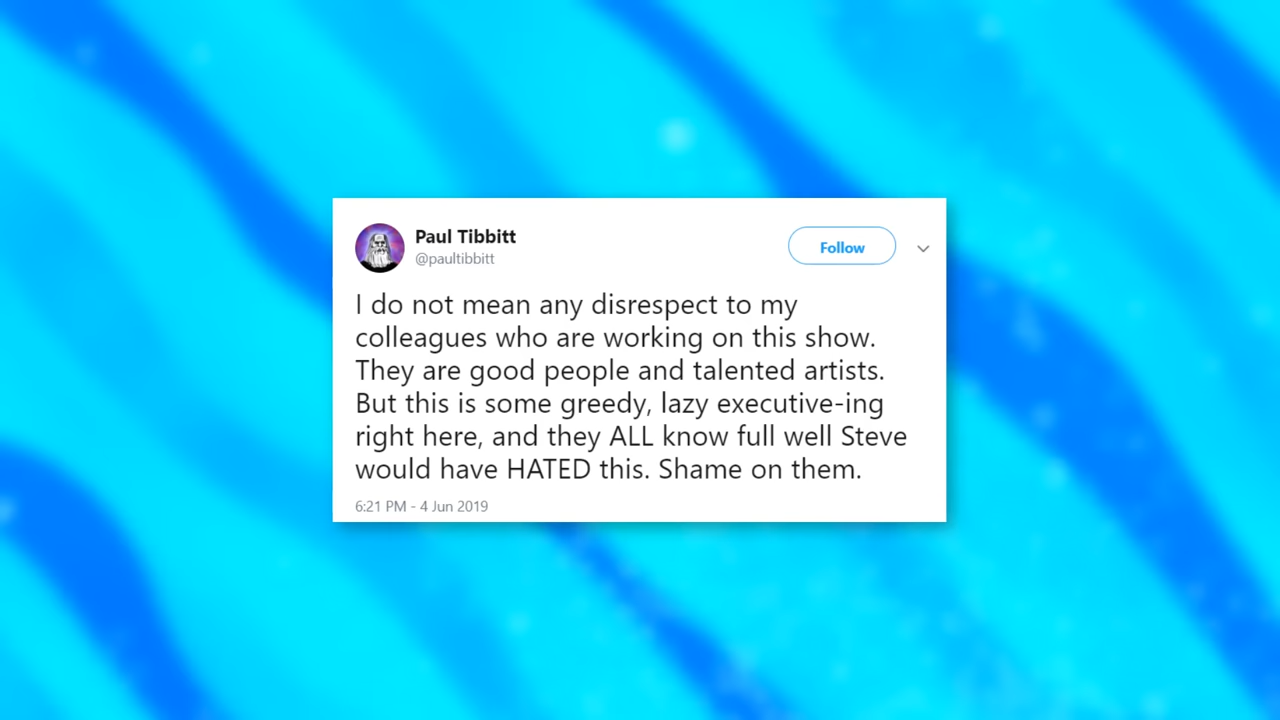 Paul Tibbitt
@paultibbitt
Follow
I do not mean any disrespect to my
colleagues who are working on this show.
They are good people and talented artists.
But this is some greedy, lazy executive-ing
right here, and they ALL know full well Steve
would have HATED this. Shame on them.
6:21 PM - 4 Jun 2019